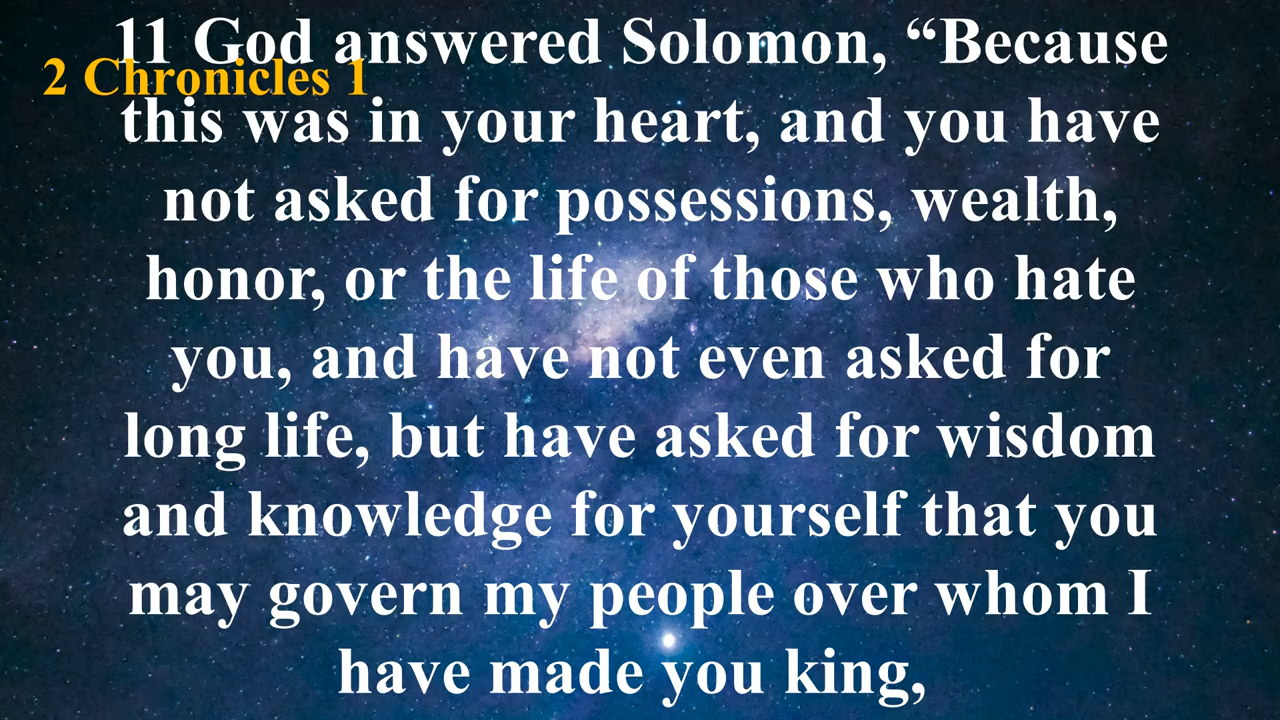 11 God answered Solomon, “Because
2 Chronicles 1
this was in your heart, and you have
not asked for possessions, wealth,
honor, or the life of those who hate
you, and have not even asked for
long life, but have asked for wisdom
and knowledge for yourself that you
may govern my people over whom I
have made you king,